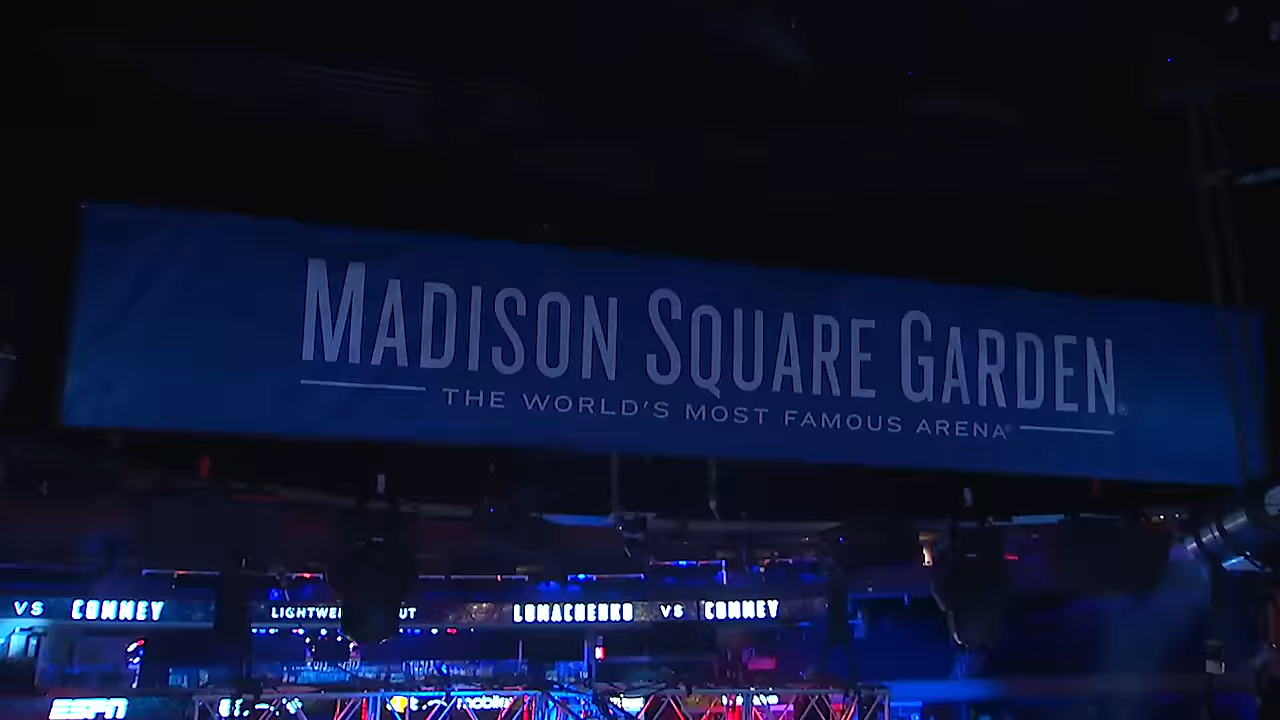 MADISON SQUARE GARDEN®
THE WORLD'S MOST FAMOUS ARENA®
VS COMMEY
LOMACHENKO VS COMMEY
ESPN